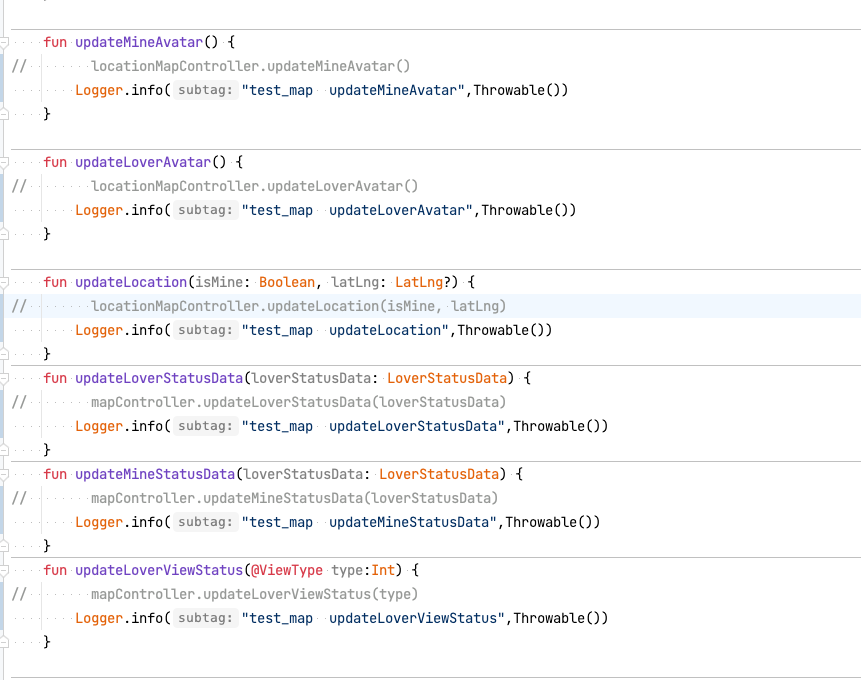 fun updateMineAvatar() {
//        locationMapController.updateMineAvatar()
        Logger.info( subtag: "test_map  updateMineAvatar",Throwable())
    }
fun updateLoverAvatar() {
//        locationMapController.updateLoverAvatar()
        Logger.info( subtag: "test_map  updateLoverAvatar",Throwable())
    }
fun updateLocation(isMine: Boolean, latLng: LatLng?) {
//        locationMapController.updateLocation(isMine, latLng)
        Logger.info( subtag: "test_map  updateLocation",Throwable())
    }
fun updateLoverStatusData(loverStatusData: LoverStatusData) {
//        mapController.updateLoverStatusData(loverStatusData)
        Logger.info( subtag: "test_map  updateLoverStatusData",Throwable())
    }
fun updateMineStatusData(loverStatusData: LoverStatusData) {
//        mapController.updateMineStatusData(loverStatusData)
        Logger.info( subtag: "test_map  updateMineStatusData",Throwable())
    }
fun updateLoverViewStatus(@ViewType type:Int) {
//        mapController.updateLoverViewStatus(type)
        Logger.info( subtag: "test_map  updateLoverViewStatus",Throwable())
    }